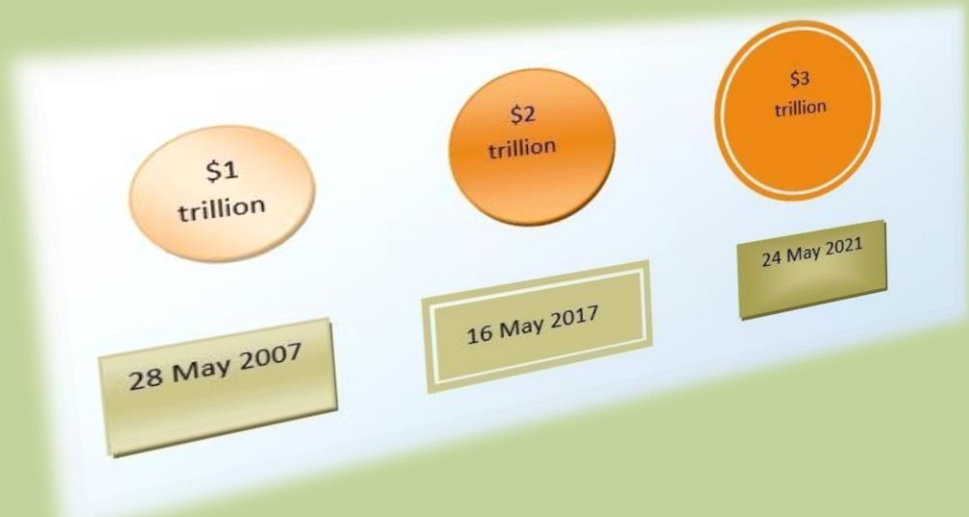 $1
trillion
$2
trillion
$3
trillion
28 May 2007
16 May 2017
24 May 2021